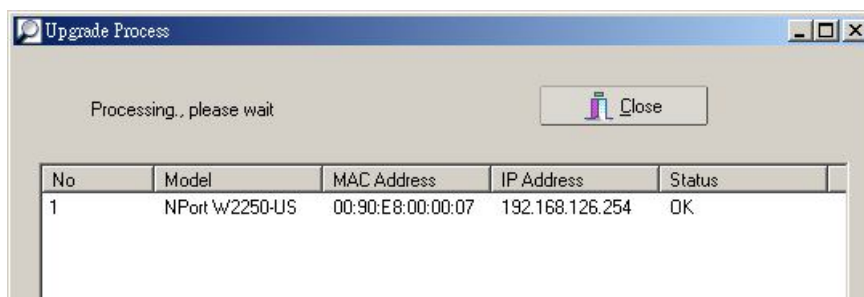 Upgrade Process
Processing., please wait
Close
No Model MAC Address IP Address Status
1 NPort W2250-US 00:90:E8:00:00:07 192.168.126.254 OK